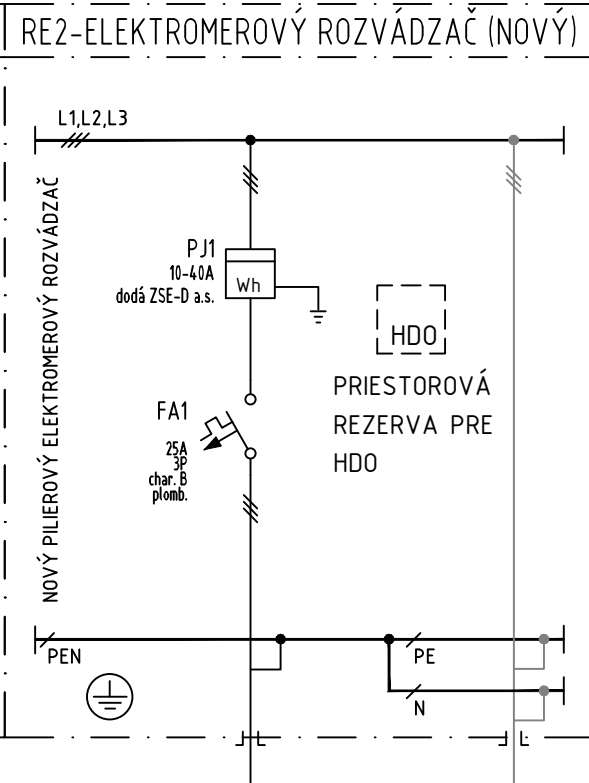 RE2-ELEKTROMEROVÝ ROZVÁDZAČ (NOVÝ)
L1,L2,L3
NOVÝ PILIEROVÝ ELEKTROMEROVÝ ROZVÁDZAČ
PJ1
10-40A
dodá ZSE-D a.s.
Wh
HDO
PRIESTOROVÁ
REZERVA PRE
HDO
FA1
25A
3P
char. B
plomb.
PEN
PE
N